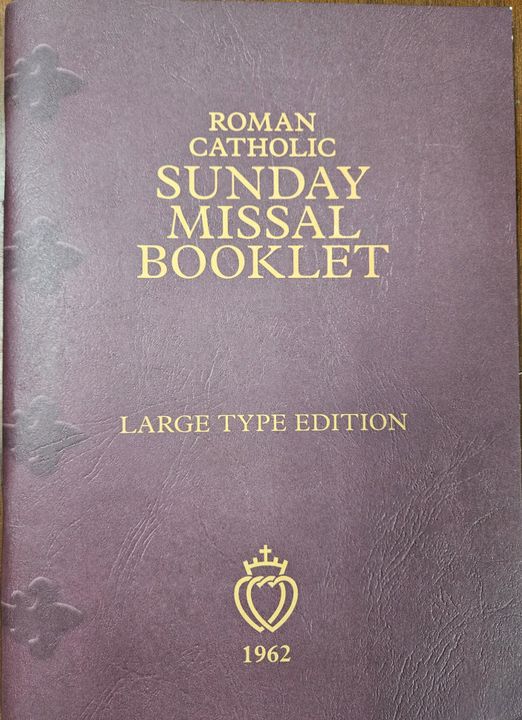 ROMAN
CATHOLIC
SUNDAY
MISSAL
BOOKLET
LARGE TYPE EDITION
1962